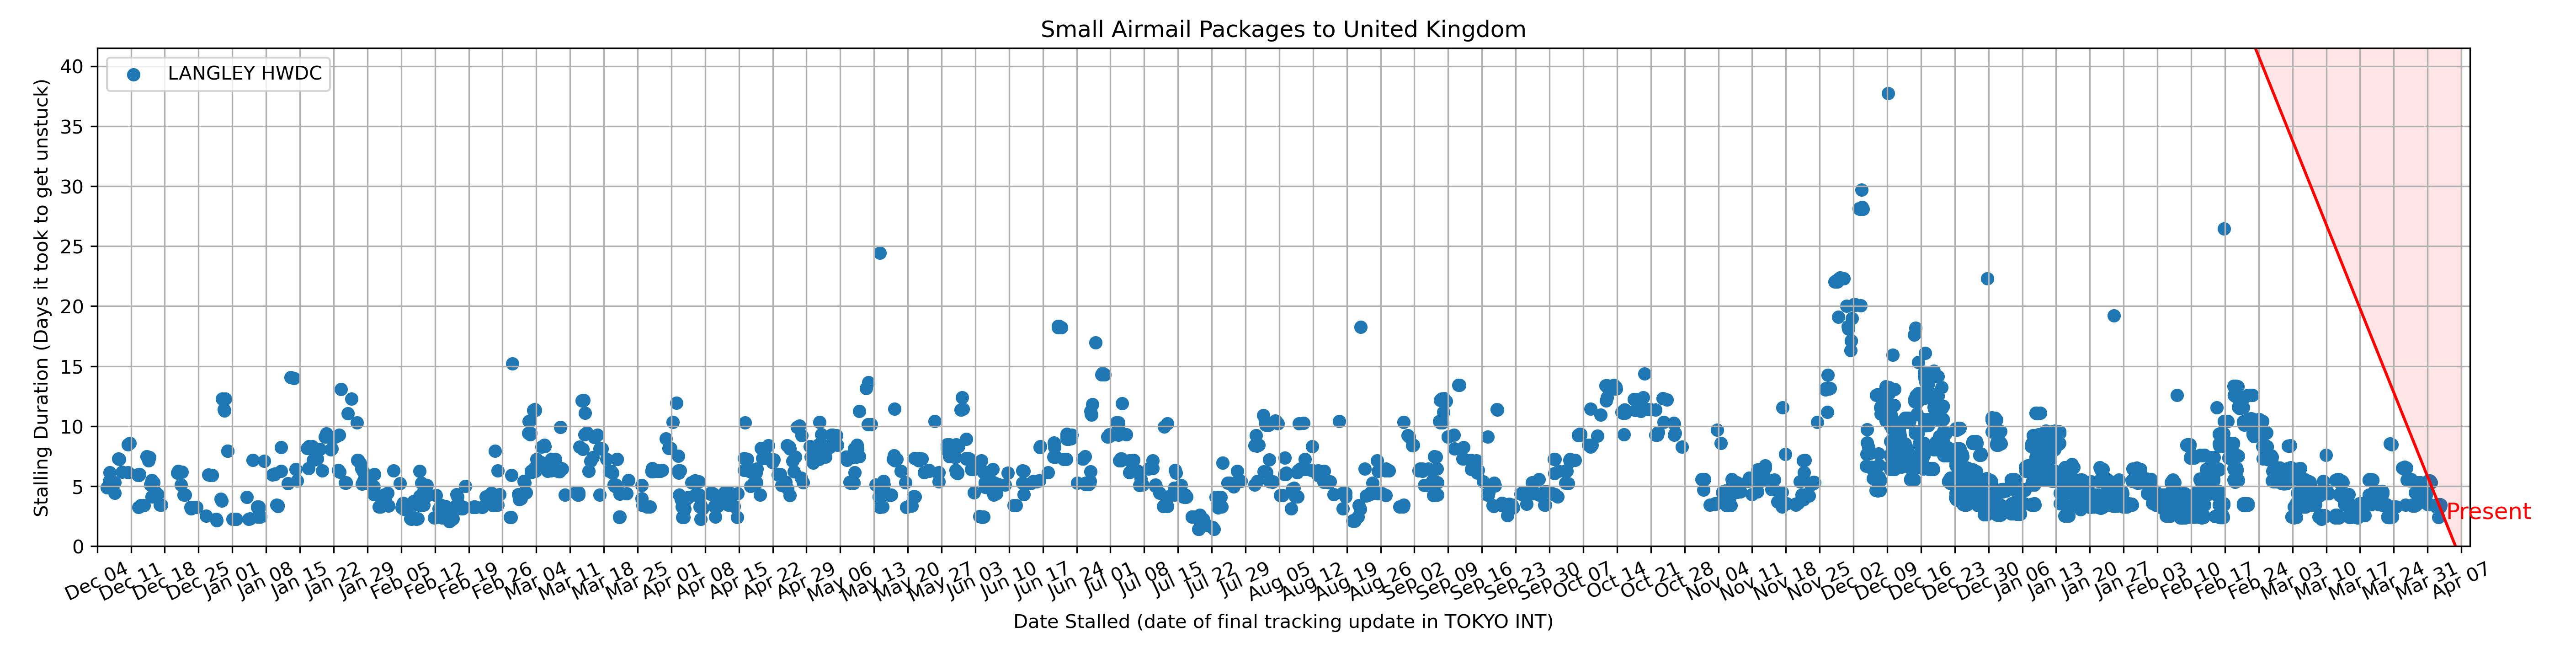 Small Airmail Packages to United Kingdom
LANGLEY HWDC
Stalling Duration (Days it took to get unstuck)
40
35
30
25
20
15
10
5
0
Present
Dec 04
Dec 11
Dec 18
Dec 25
Jan 01
Jan 08
Jan 15
Jan 22
Jan 29
Feb 05
Feb 12
Feb 19
Feb 26
Mar 04
Mar 11
Mar 18
Mar 25
Apr 01
Apr 08
Apr 15
Apr 22
Apr 29
May 06
May 13
May 20
May 27
Jun 03
Jun 10
Jun 17
Jun 24
Jul 01
Jul 08
Jul 15
Jul 22
Jul 29
Aug 05
Aug 12
Aug 19
Aug 26
Sep 02
Sep 09
Sep 16
Sep 23
Sep 30
Oct 07
Oct 14
Oct 21
Oct 28
Nov 04
Nov 11
Nov 18
Nov 25
Dec 02
Dec 09
Dec 16
Dec 23
Dec 30
Jan 06
Jan 13
Jan 20
Jan 27
Feb 03
Feb 10
Feb 17
Feb 24
Mar 03
Mar 10
Mar 17
Mar 24
Mar 31
Apr 07
Date Stalled (date of final tracking update in TOKYO INT)